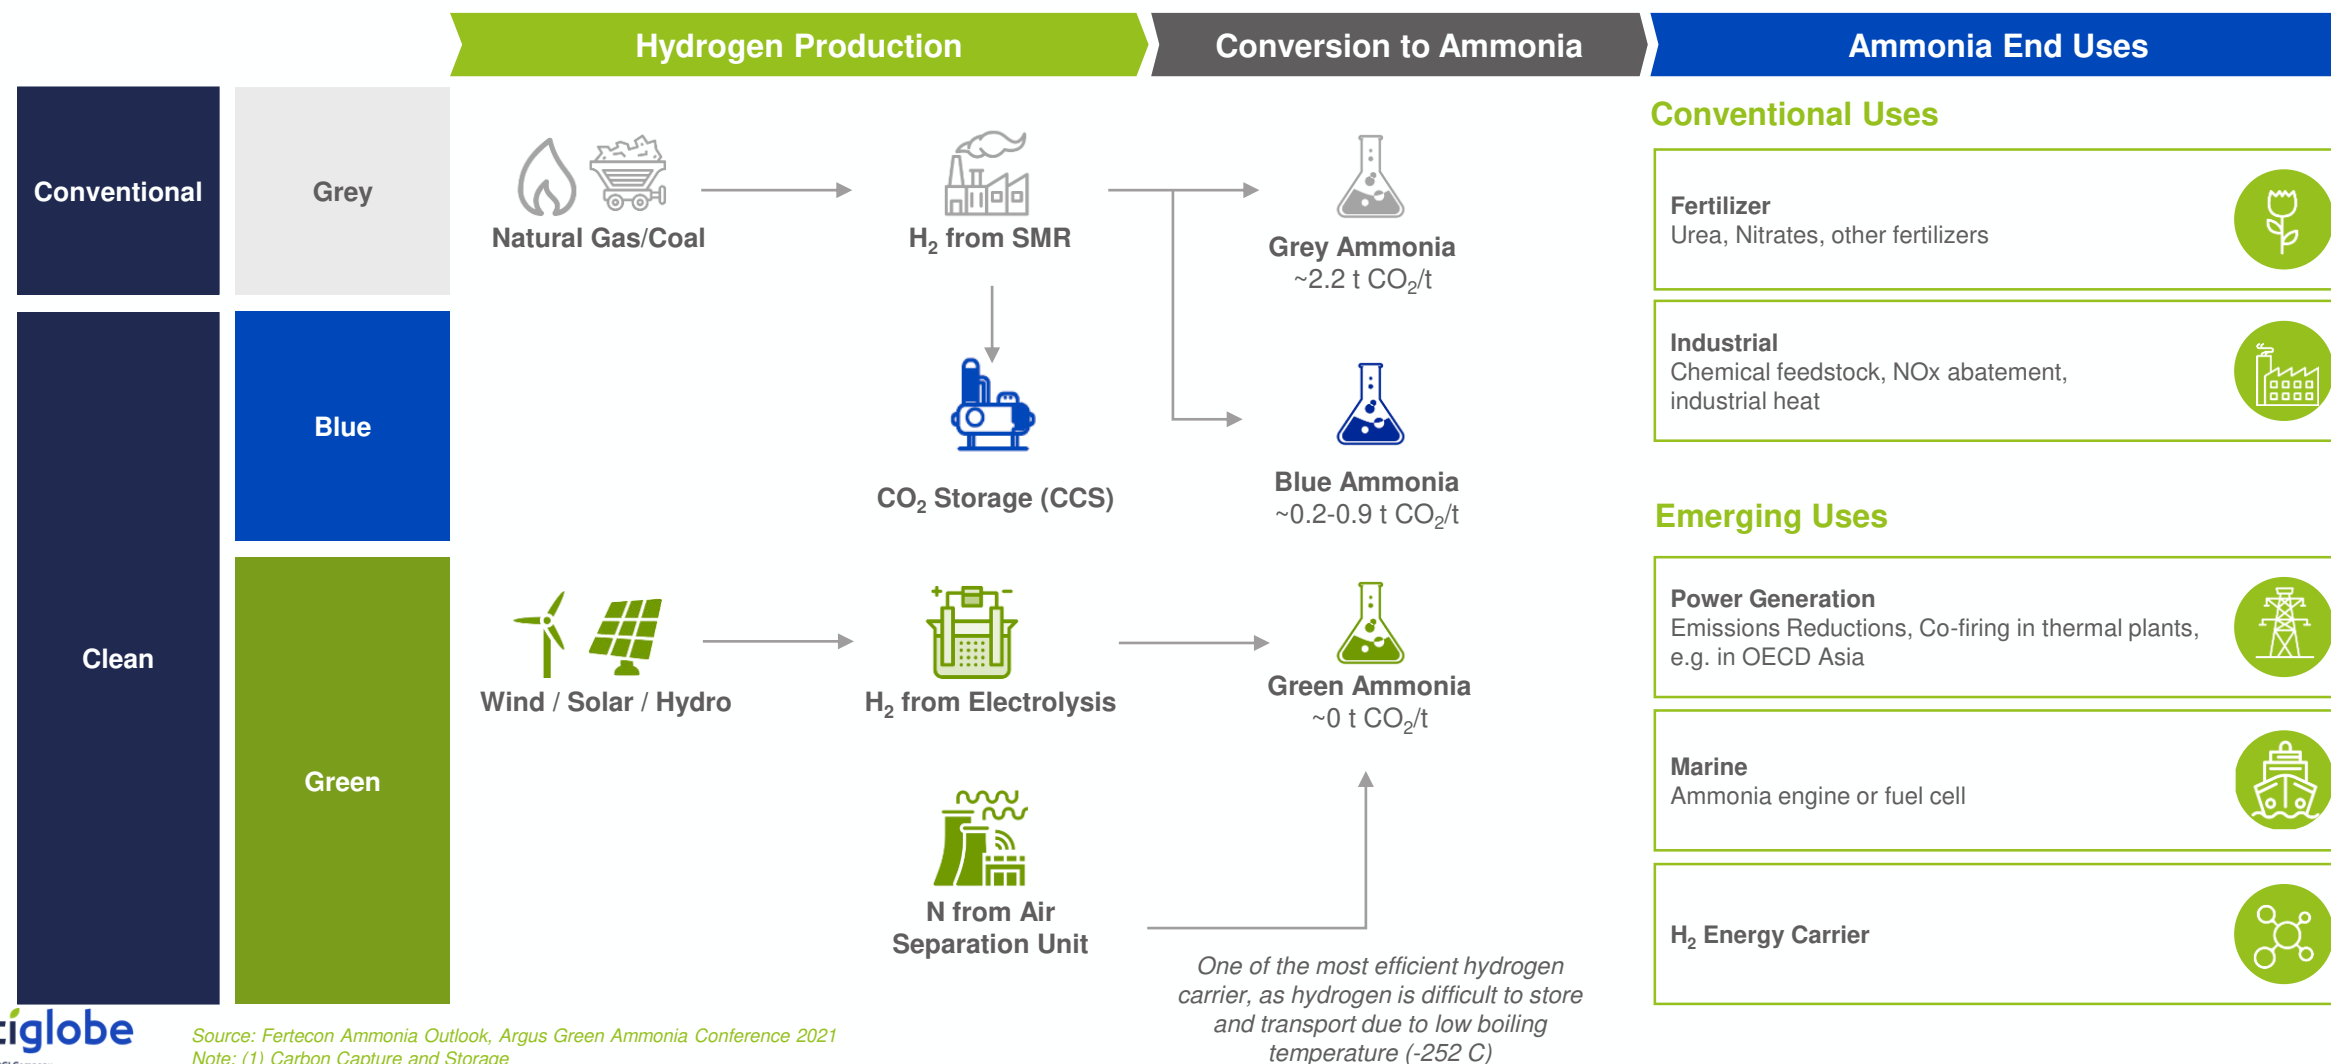 Hydrogen Production
Conversion to Ammonia
Ammonia End Uses
Conventional
Grey
Natural Gas/Coal
H₂ from SMR
Grey Ammonia
~2.2 t CO₂/t
Conventional Uses
Fertilizer
Urea, Nitrates, other fertilizers
Industrial
Chemical feedstock, NOx abatement,
industrial heat
Clean
Blue
CO₂ Storage (CCS)
Blue Ammonia
~0.2-0.9 t CO₂/t
Green
Wind / Solar / Hydro
H₂ from Electrolysis
Green Ammonia
~0 t CO₂/t
N from Air
Separation Unit
One of the most efficient hydrogen
carrier, as hydrogen is difficult to store
and transport due to low boiling
temperature (-252 C)
Emerging Uses
Power Generation
Emissions Reductions, Co-firing in thermal plants,
e.g. in OECD Asia
Marine
Ammonia engine or fuel cell
H₂ Energy Carrier
tiglobe
Source: Fertecon Ammonia Outlook, Argus Green Ammonia Conference 2021
Note: (1) Carbon Capture and Storage